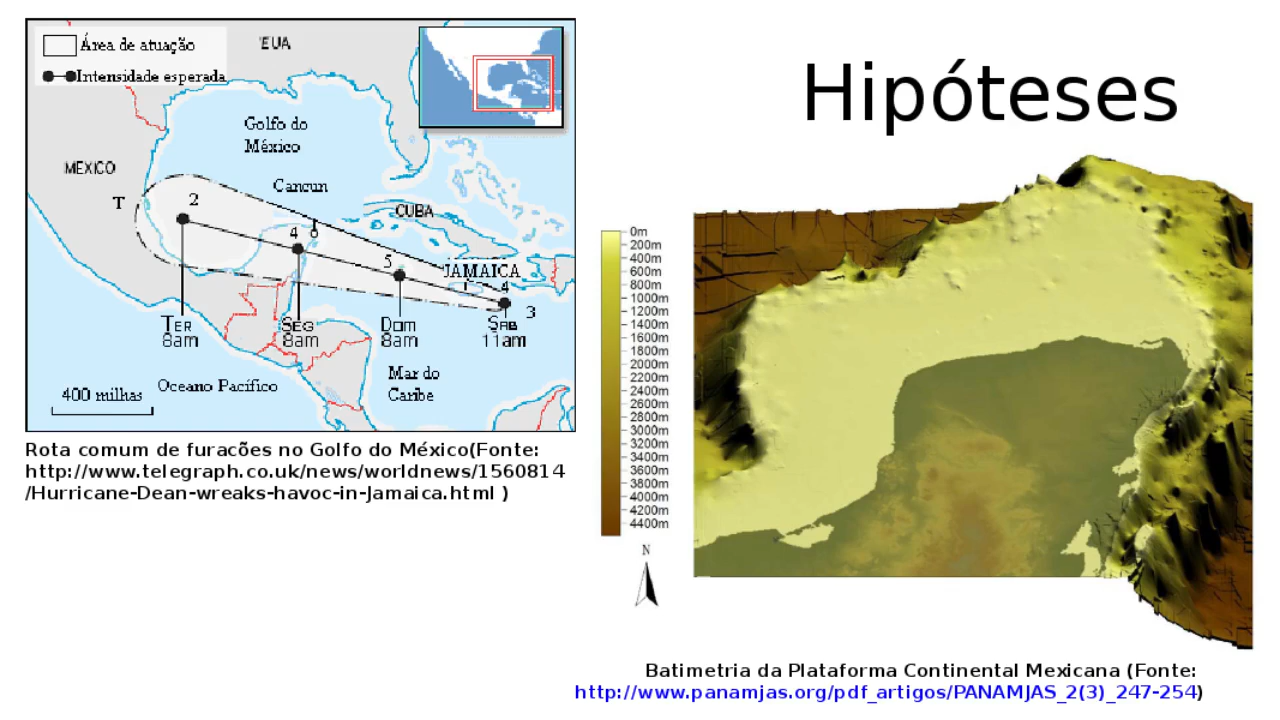 Hipóteses
Área de atuação
Intensidade esperada
EUA
Golfo do
México
MEXICO
Cancun
T
2
CUBA
4 6
5
JAMAICA
4
3
TER
8am
SEG
8am
Dom
8am
SAB
11am
Mar do
Caribe
Oceano Pacífico
400 milhas
Rota comum de furacões no Golfo do México(Fonte:
http://www.telegraph.co.uk/news/worldnews/1560814
/Hurricane-Dean-wreaks-havoc-in-Jamaica.html )
0m
200m
400m
600m
800m
1000m
1200m
1400m
1600m
1800m
2000m
2200m
2400m
2600m
2800m
3000m
3200m
3400m
3600m
3800m
4000m
4200m
4400m
N
Batimetria da Plataforma Continental Mexicana (Fonte:
http://www.panamjas.org/pdf_artigos/PANAMJAS_2(3)_247-254)